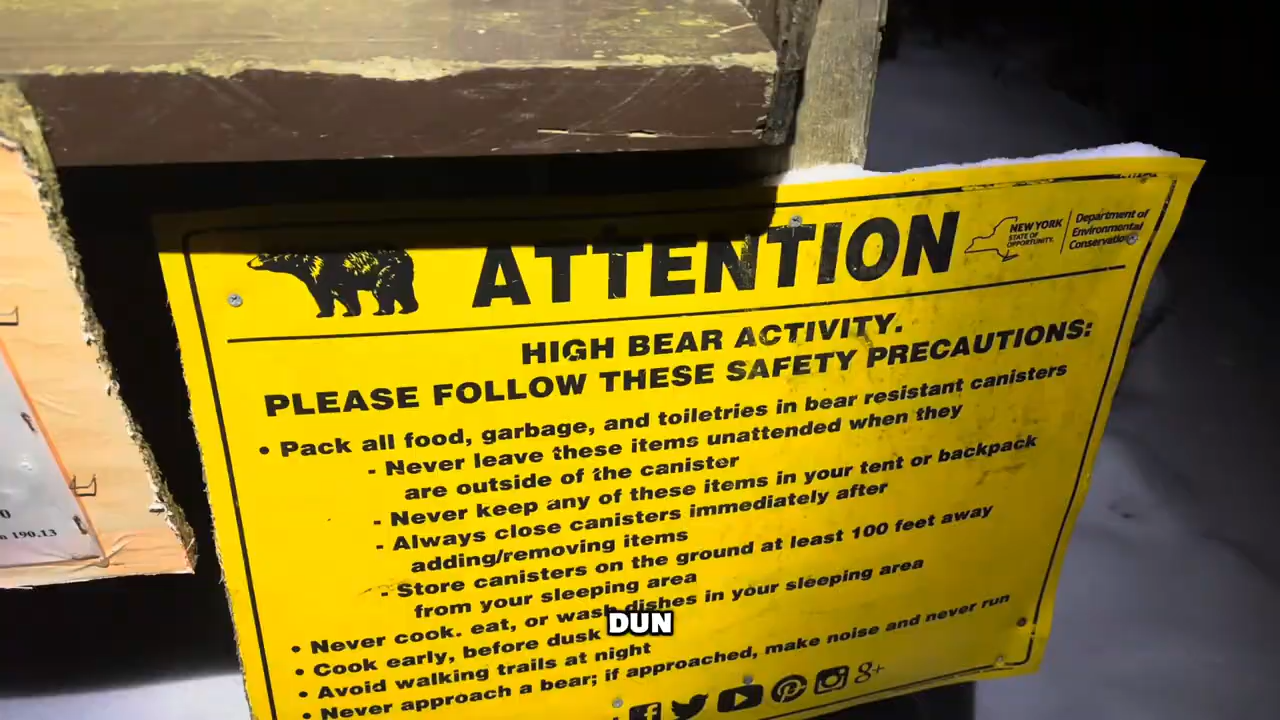 ATTENTION
NEW YORK
STATE OF
OPPORTUNITY.
Department of
Environmental
Conservation
HIGH BEAR ACTIVITY.
PLEASE FOLLOW THESE SAFETY PRECAUTIONS:
• Pack all food, garbage, and toiletries in bear resistant canisters
- Never leave these items unattended when they
are outside of the canister
- Never keep any of these items in your tent or backpack
- Always close canisters immediately after
adding/removing items
- Store canisters on the ground at least 100 feet away
from your sleeping area
• Never cook. eat, or wash dishes in your sleeping area
• Cook early, before dusk
• Avoid walking trails at night
• Never approach a bear; if approached, make noise and never run
g+
DUN
0
190.13